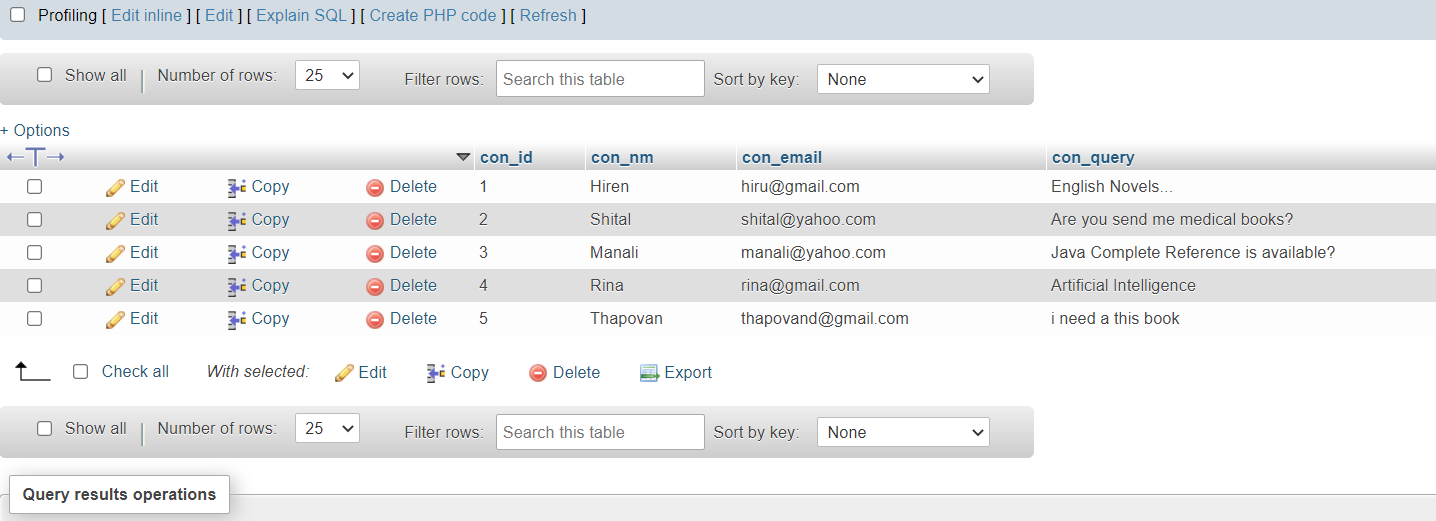 Profiling [ Edit inline ] [ Edit ] [ Explain SQL ] [ Create PHP code ] [ Refresh ]
Show all | Number of rows: 25 Filter rows: Search this table Sort by key: None
+ Options
←T→ con_id con_nm con_email con_query
Edit Copy Delete 1 Hiren hiru@gmail.com English Novels...
Edit Copy Delete 2 Shital shital@yahoo.com Are you send me medical books?
Edit Copy Delete 3 Manali manali@yahoo.com Java Complete Reference is available?
Edit Copy Delete 4 Rina rina@gmail.com Artificial Intelligence
Edit Copy Delete 5 Thapovan thapovand@gmail.com i need a this book
Check all With selected: Edit Copy Delete Export
Show all | Number of rows: 25 Filter rows: Search this table Sort by key: None
Query results operations